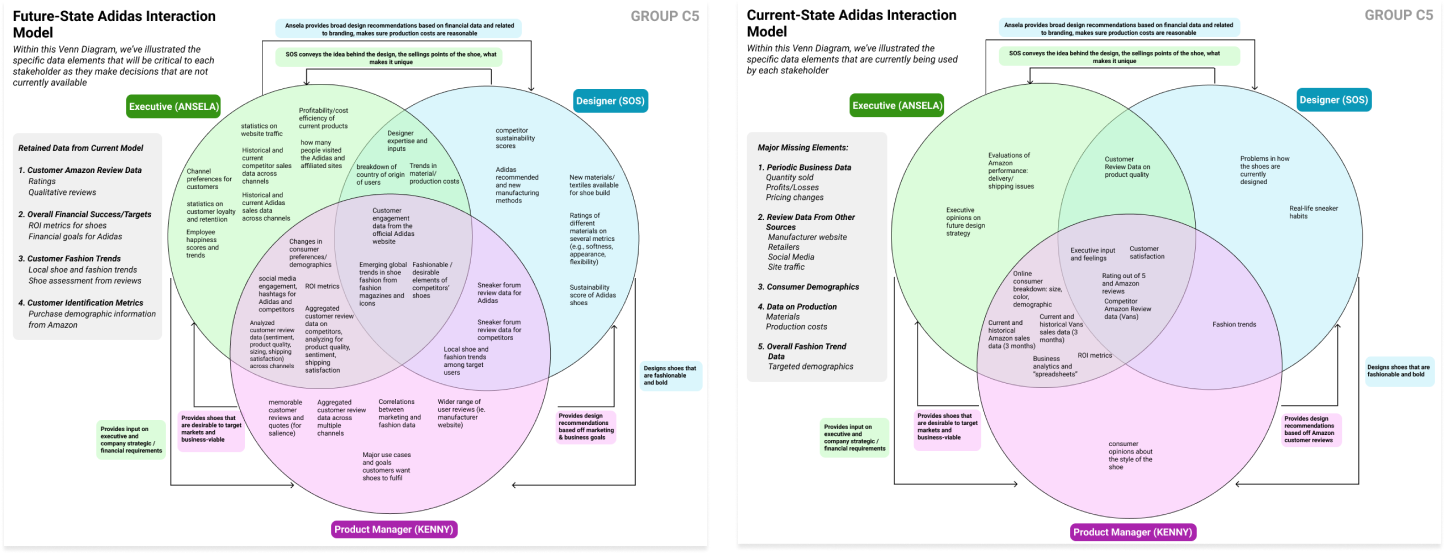 Future-State Adidas Interaction
Model
Within this Venn Diagram, we've illustrated the
specific data elements that will be critical to each
stakeholder as they make decisions that are not
currently available
GROUP C5
Ansela provides broad design recommendations based on financial data and related
to branding, makes sure production costs are reasonable
SOS conveys the idea behind the design, the sellings points of the shoe, what
makes it unique
Executive (ANSELA)
Designer (SOS)
Retained Data from Current Model
1. Customer Amazon Review Data
Ratings
Qualitative reviews
2. Overall Financial Success/Targets
ROI metrics for shoes
Financial goals for Adidas
3. Customer Fashion Trends
Local shoe and fashion trends
Shoe assessment from reviews
4. Customer Identification Metrics
Purchase demographic information
from Amazon
Profitability/cost
efficiency of
current products
statistics on
website traffic
how many
people visited
the Adidas and
affiliated sites
Historical and
current
competitor sales
data across
channels
Channel
preferences for
customers
Historical and
current Adidas
sales data
across channels
statistics on
customer loyalty
and retention
Employee
happiness
scores and
trends
Designer
expertise and
inputs
breakdown of
country of origin
of users
Trends in
material/
production costs
competitor
sustainability
scores
Adidas
recommended
and new
manufacturing
methods
New materials/
textiles available
for shoe build
Ratings of
different
materials on
several metrics
(e.g., softness,
appearance,
flexibility)
Sustainability
score of Adidas
shoes
Customer
engagement
data from the
official Adidas
website
Emerging global
trends in shoe
fashion from
fashion
magazines and
icons
Fashionable /
desirable
elements of
competitors'
shoes
Changes in
consumer
preferences/
demographics
social media
engagement,
hashtags for
Adidas and
competitors
ROI metrics
Aggregated
customer review
data on
competitors,
analyzing for
product quality,
sentiment,
shipping
satisfaction
Analyzed
customer review
data (sentiment,
product quality,
sizing, shipping
satisfaction)
across channels
Sneaker forum
review data for
Adidas
Sneaker forum
review data for
competitors
Local shoe and
fashion trends
among target
users
memorable
customer
reviews and
quotes (for
salience)
Aggregated
customer review
data across
multiple
channels
Correlations
between
marketing and
fashion data
Wider range of
user reviews (ie.
manufacturer
website)
Major use cases
and goals
customers want
shoes to fulfil
Designs shoes that
are fashionable
and bold
Provides input on
executive and
company strategic /
financial requirements
Provides shoes that
are desirable to target
markets and
business-viable
Provides design
recommendations
based off marketing
& business goals
Product Manager (KENNY)
Current-State Adidas Interaction
Model
Within this Venn Diagram, we've illustrated the
specific data elements that are currently being used
by each stakeholder
GROUP C5
Ansela provides broad design recommendations based on financial data and related
to branding, makes sure production costs are reasonable
SOS conveys the idea behind the design, the sellings points of the shoe, what
makes it unique
Executive (ANSELA)
Designer (SOS)
Major Missing Elements:
1. Periodic Business Data
Quantity sold
Profits/Losses
Pricing changes
2. Review Data From Other
Sources
Manufacturer website
Retailers
Social Media
Site traffic
3. Consumer Demographics
4. Data on Production
Materials
Production costs
5. Overall Fashion Trend
Data
Targeted demographics
Evaluations of
Amazon
performance:
delivery/
shipping issues
Executive
opinions on
future design
strategy
Customer
Review Data on
product quality
Problems in how
the shoes are
currently
designed
Real-life sneaker
habits
Executive input
and feelings
Customer
satisfaction
Rating out of 5
and Amazon
reviews
Competitor
Amazon Review
data (Vans)
Online
consumer
breakdown: size,
color,
demographic
Current and
historical Amazon
sales data
(3 months)
Current and
historical Vans
sales data (3
months)
ROI metrics
Business
analytics and
"spreadsheets"
Fashion trends
consumer
opinions about
the style of the
shoe
Designs shoes that are
fashionable and bold
Provides input on
executive and
company strategic /
financial requirements
Provides shoes that
are desirable to target
markets and
business-viable
Provides design
recommendations
based off Amazon
customer reviews
Product Manager (KENNY)